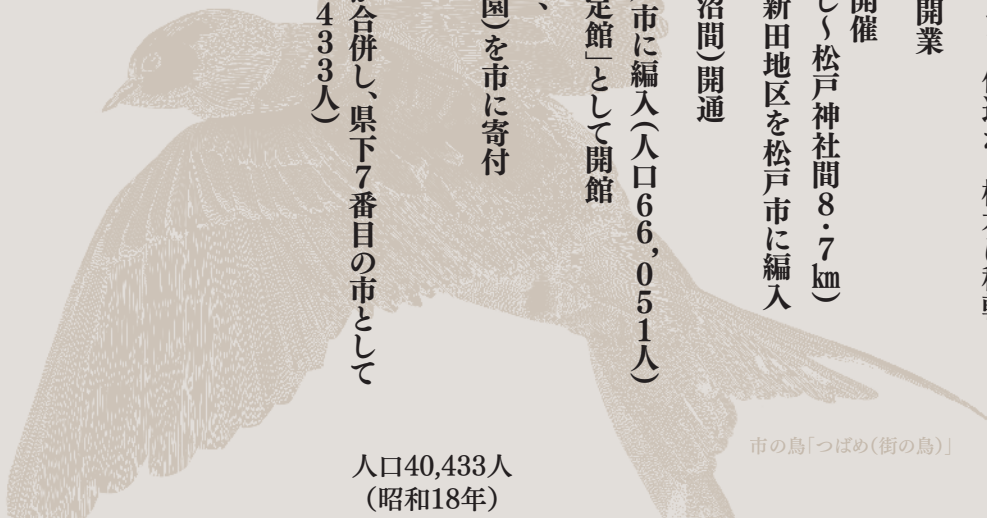 開業
開催
し〜松戸神社間8・7㎞)
新田地区を松戸市に編入
沼間)開通
市に編入(人口66,051人)
足館」として開館
、
園)を市に寄付
合併し、県下7番目の市として
433人)
人口40,433人
(昭和18年)
市の鳥「つばめ(街の鳥)」